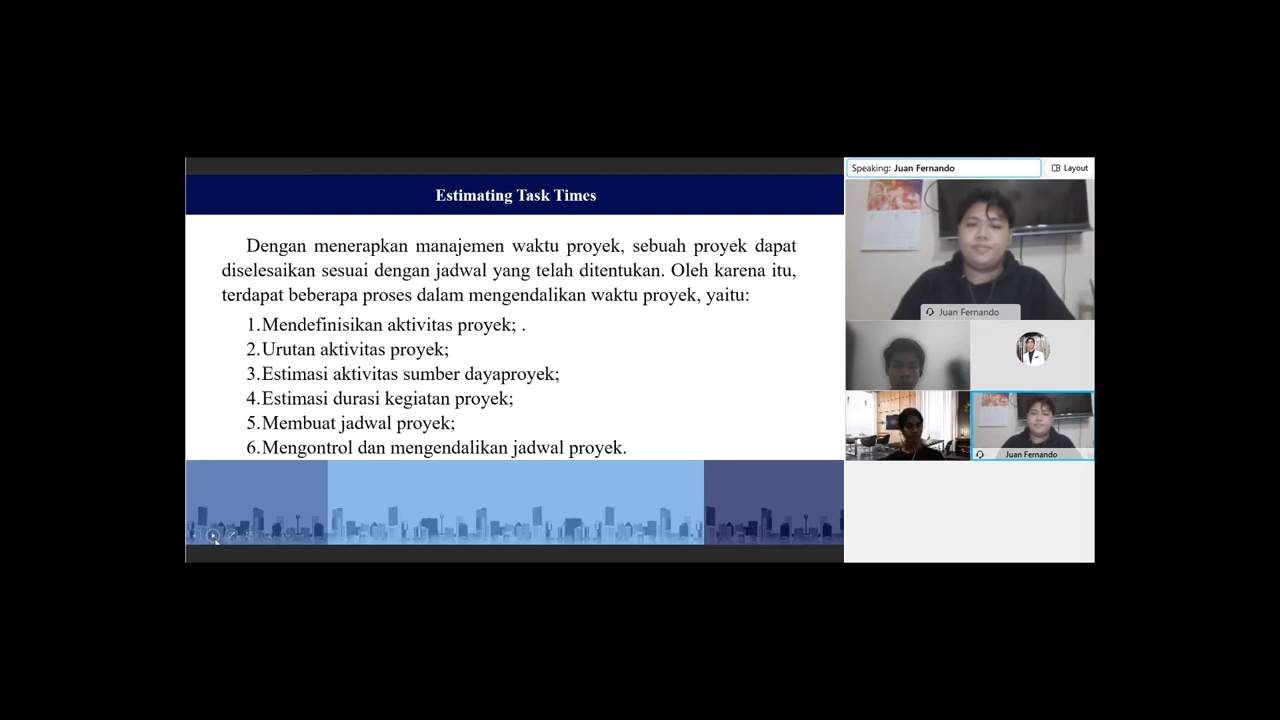 Estimating Task Times
Dengan menerapkan manajemen waktu proyek, sebuah proyek dapat
diselesaikan sesuai dengan jadwal yang telah ditentukan. Oleh karena itu,
terdapat beberapa proses dalam mengendalikan waktu proyek, yaitu:
1.Mendefinisikan aktivitas proyek; .
2.Urutan aktivitas proyek;
3.Estimasi aktivitas sumber dayaproyek;
4.Estimasi durasi kegiatan proyek;
5.Membuat jadwal proyek;
6.Mengontrol dan mengendalikan jadwal proyek.
Speaking: Juan Fernando
Layout
Juan Fernando
Juan Fernando